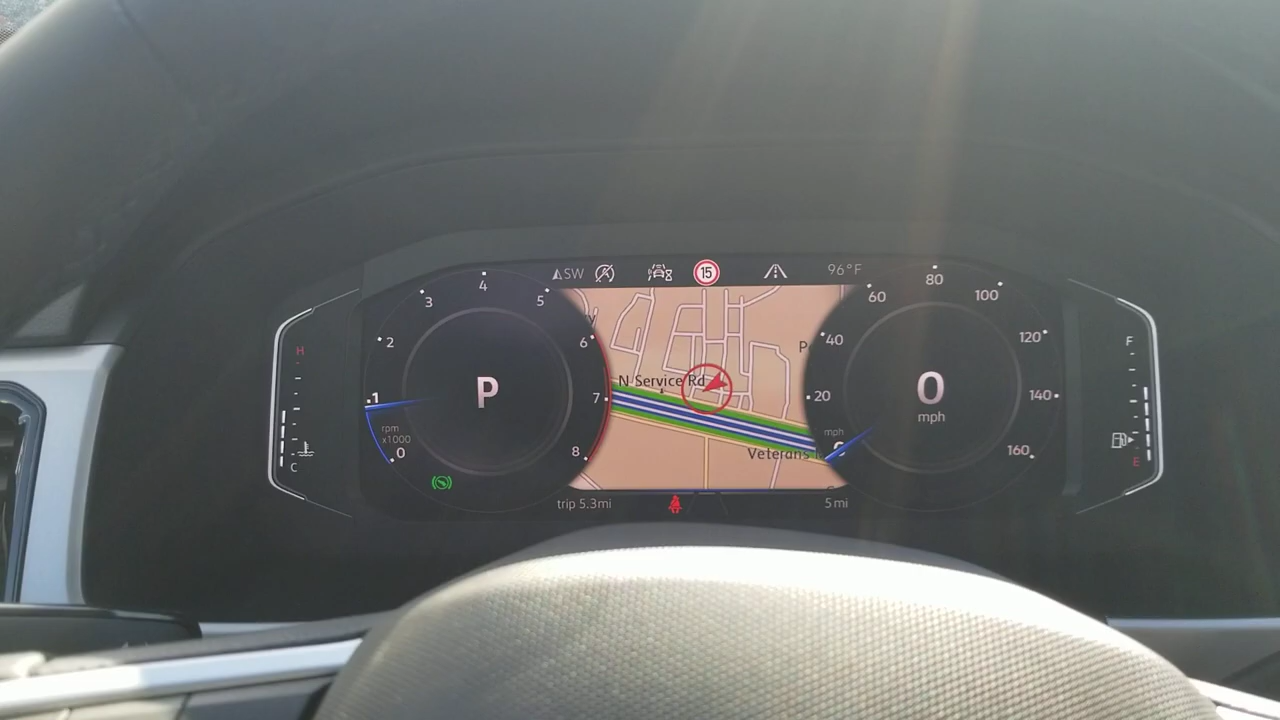 SW
15
96°F
H
C
0
.1
2
3
4
5
6
7
8
rpm
x1000
P
N Service Rd
Veterans
P
y
trip 5.3mi
5 mi
20
40
60
80
100
120
140
160
mph
0
mph
F
E